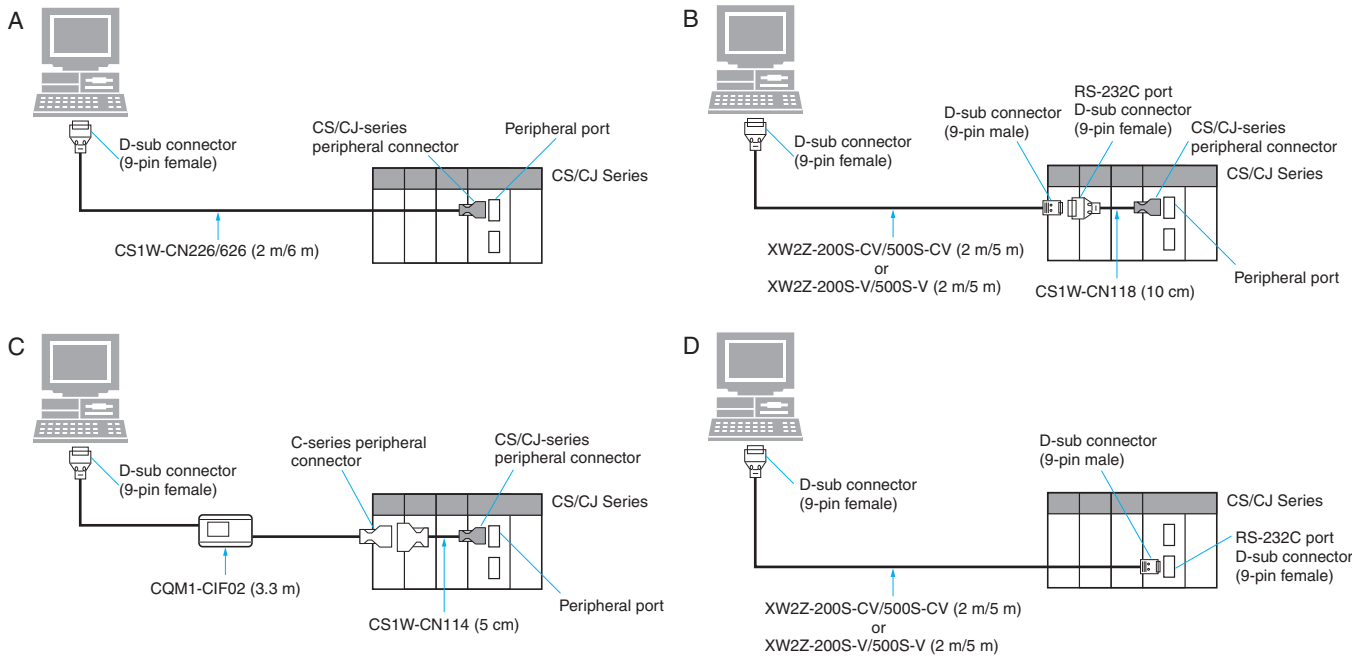 A
D-sub connector
(9-pin female)
CS/CJ-series
peripheral connector
Peripheral port
CS/CJ Series
CS1W-CN226/626 (2 m/6 m)
B
D-sub connector
(9-pin female)
D-sub connector
(9-pin male)
RS-232C port
D-sub connector
(9-pin female)
CS/CJ-series
peripheral connector
CS/CJ Series
XW2Z-200S-CV/500S-CV (2 m/5 m)
or
XW2Z-200S-V/500S-V (2 m/5 m)
CS1W-CN118 (10 cm)
Peripheral port
C
D-sub connector
(9-pin female)
C-series peripheral
connector
CS/CJ-series
peripheral connector
CS/CJ Series
CQM1-CIF02 (3.3 m)
CS1W-CN114 (5 cm)
Peripheral port
D
D-sub connector
(9-pin female)
D-sub connector
(9-pin male)
CS/CJ Series
RS-232C port
D-sub connector
(9-pin female)
XW2Z-200S-CV/500S-CV (2 m/5 m)
or
XW2Z-200S-V/500S-V (2 m/5 m)